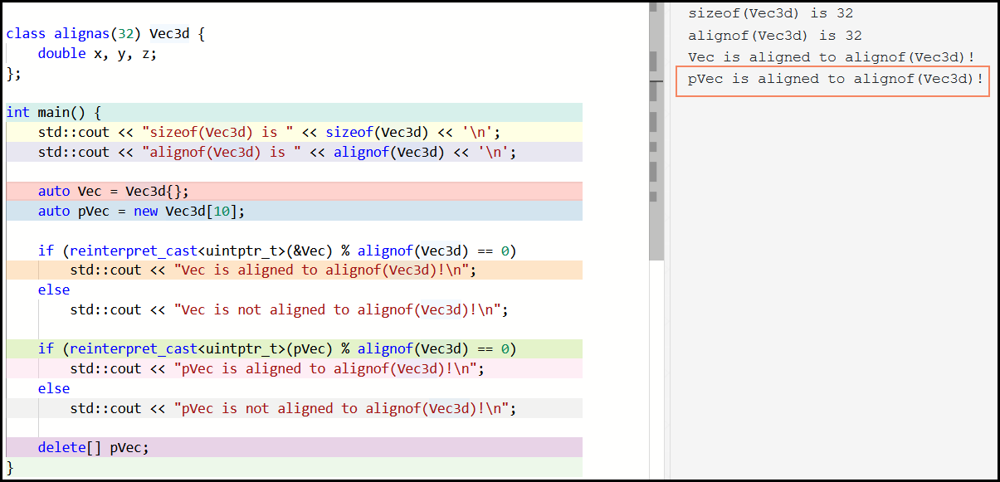 class alignas(32) Vec3d {
    double x, y, z;
};
int main() {
    std::cout << "sizeof(Vec3d) is " << sizeof(Vec3d) << '\n';
    std::cout << "alignof(Vec3d) is " << alignof(Vec3d) << '\n';
    auto Vec = Vec3d{};
    auto pVec = new Vec3d[10];
    if (reinterpret_cast<uintptr_t>(&Vec) % alignof(Vec3d) == 0)
        std::cout << "Vec is aligned to alignof(Vec3d)!\n";
    else
        std::cout << "Vec is not aligned to alignof(Vec3d)!\n";
    if (reinterpret_cast<uintptr_t>(pVec) % alignof(Vec3d) == 0)
        std::cout << "pVec is aligned to alignof(Vec3d)!\n";
    else
        std::cout << "pVec is not aligned to alignof(Vec3d)!\n";
    delete[] pVec;
}
sizeof(Vec3d) is 32
alignof(Vec3d) is 32
Vec is aligned to alignof(Vec3d)!
pVec is aligned to alignof(Vec3d)!